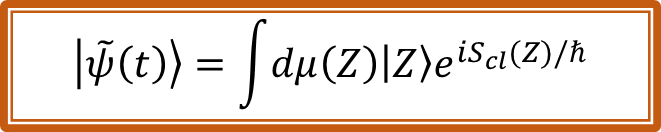 |ψ̃(t)⟩ = ∫dμ(Z)|Z⟩e^{iS_{cl}(Z)/ℏ}